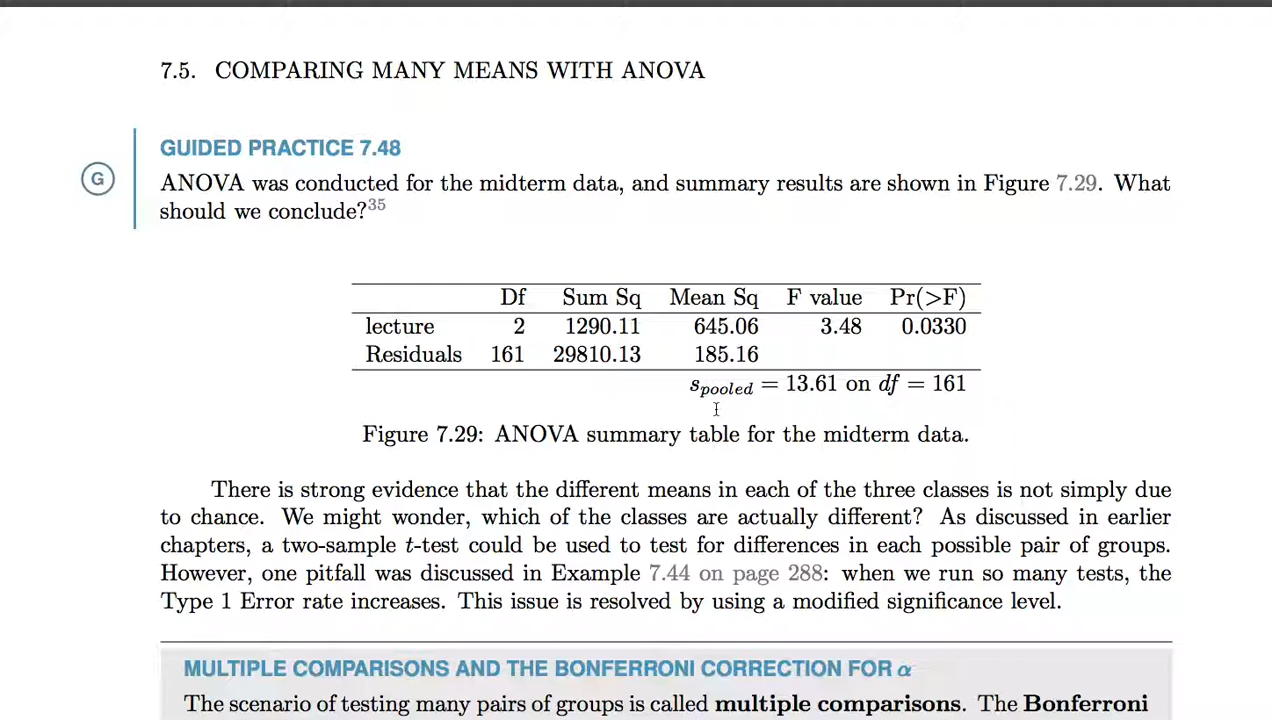 7.5. COMPARING MANY MEANS WITH ANOVA
GUIDED PRACTICE 7.48
G
ANOVA was conducted for the midterm data, and summary results are shown in Figure 7.29. What
should we conclude?35
Df Sum Sq Mean Sq F value Pr(>F)
lecture 2 1290.11 645.06 3.48 0.0330
Residuals 161 29810.13 185.16
spooled = 13.61 on df = 161
Figure 7.29: ANOVA summary table for the midterm data.
There is strong evidence that the different means in each of the three classes is not simply due
to chance. We might wonder, which of the classes are actually different? As discussed in earlier
chapters, a two-sample t-test could be used to test for differences in each possible pair of groups.
However, one pitfall was discussed in Example 7.44 on page 288: when we run so many tests, the
Type 1 Error rate increases. This issue is resolved by using a modified significance level.
MULTIPLE COMPARISONS AND THE BONFERRONI CORRECTION FOR α
The scenario of testing many pairs of groups is called multiple comparisons. The Bonferroni